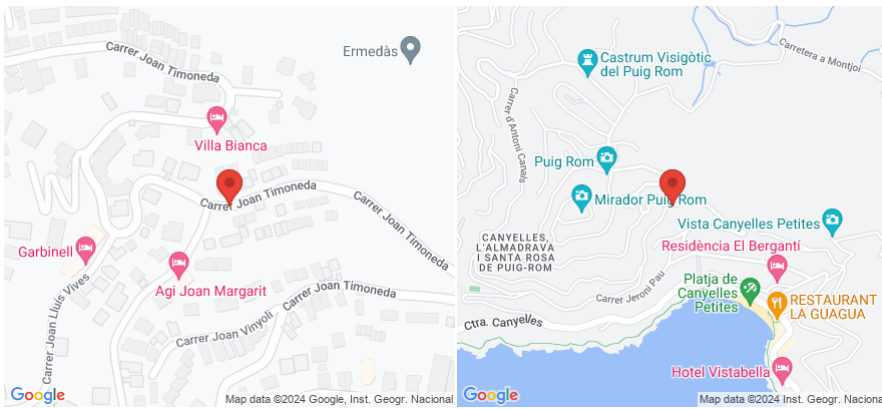 Carrer Joan Timoneda
Ermedàs
Villa Bianca
Carrer Joan Timoneda
Carrer Joan Timoneda
Garbinell
Agi Joan Margarit
Carrer Joan Timoneda
Carrer Joan Vinyoli
Carrer Joan Lluís Vives
Google
Map data ©2024 Google, Inst. Geogr. Nacional
Castrum Visigòtic
del Puig Rom
Carretera a Montjoi
Carrer d'Antoni Canals
Puig Rom
Mirador Puig Rom
Vista Canyelles Petites
CANYELLES,
L'ALMADRAVA
I SANTA ROSA
DE PUIG-ROM
Residència El Bergantí
Carrer Jeroni Pau
Platja de
Canyelles
Petites
RESTAURANT
LA GUAGUA
Ctra. Canyelles
Hotel Vistabella
Google
Map data ©2024 Google, Inst. Geogr. Nacional